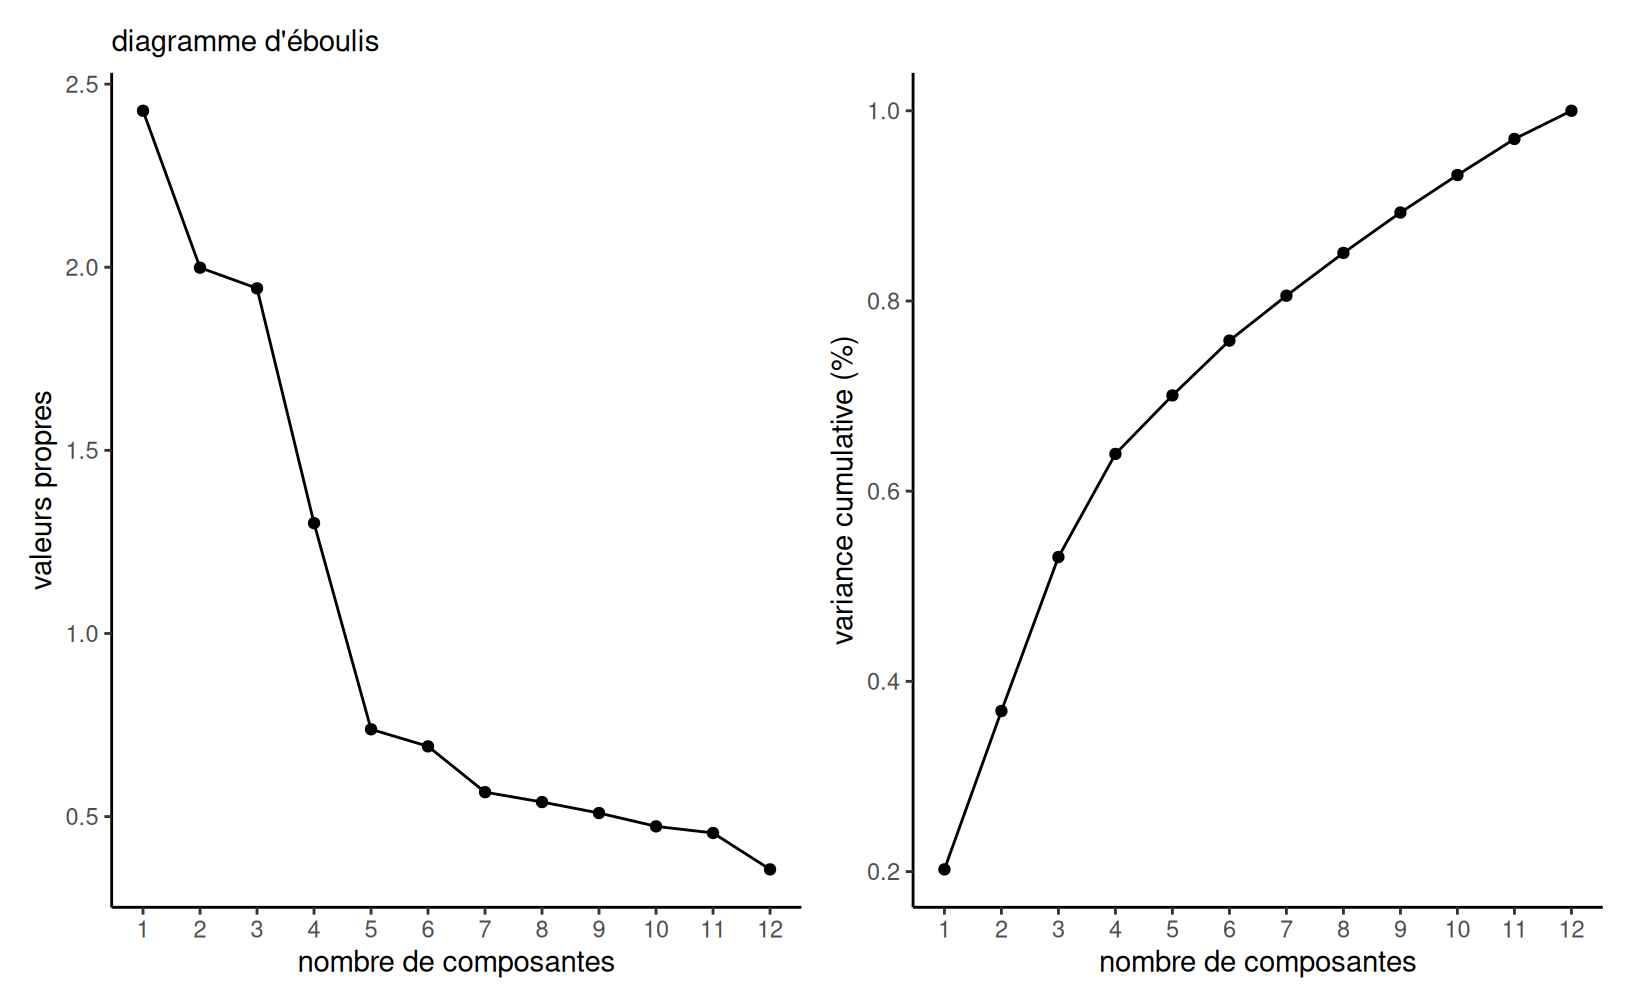 diagramme d'éboulis
valeurs propres
2.5
2.0
1.5
1.0
0.5
1 2 3 4 5 6 7 8 9 10 11 12
nombre de composantes
variance cumulative (%)
1.0
0.8
0.6
0.4
0.2
1 2 3 4 5 6 7 8 9 10 11 12
nombre de composantes